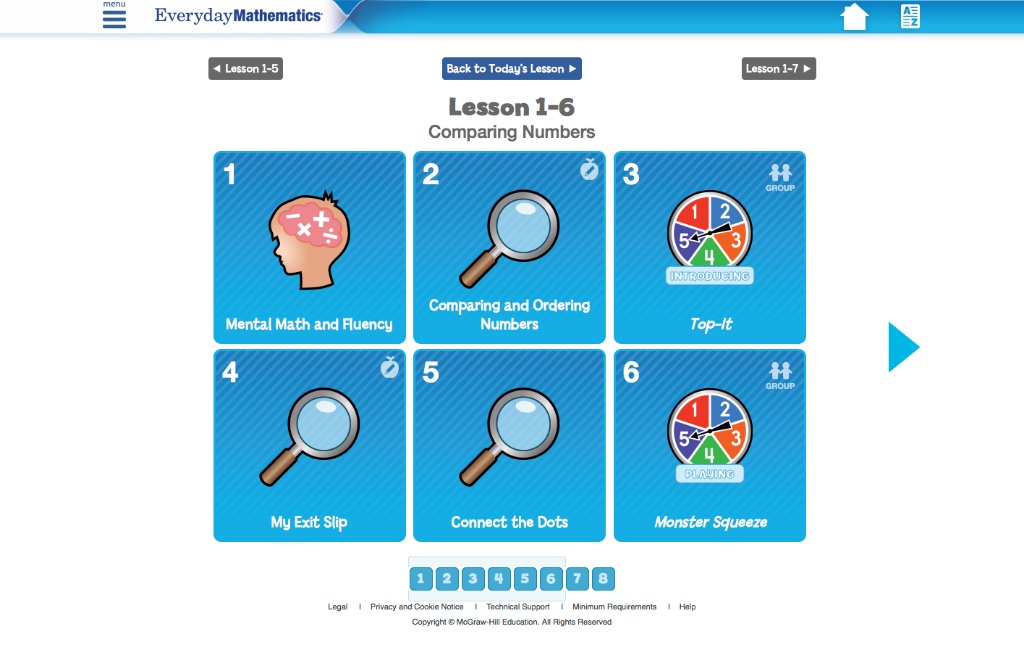 menu
EverydayMathematics
A
Z
◄ Lesson 1-5
Back to Today's Lesson ►
Lesson 1-7 ►
Lesson 1-6
Comparing Numbers
1
Mental Math and Fluency
2
Comparing and Ordering
Numbers
3
GROUP
1 2
5 3
4
INTRODUCING
Top-It
4
My Exit Slip
5
Connect the Dots
6
GROUP
1 2
5 3
4
PLAYING
Monster Squeeze
1 2 3 4 5 6 7 8
Legal | Privacy and Cookie Notice | Technical Support | Minimum Requirements | Help
Copyright © McGraw-Hill Education. All Rights Reserved